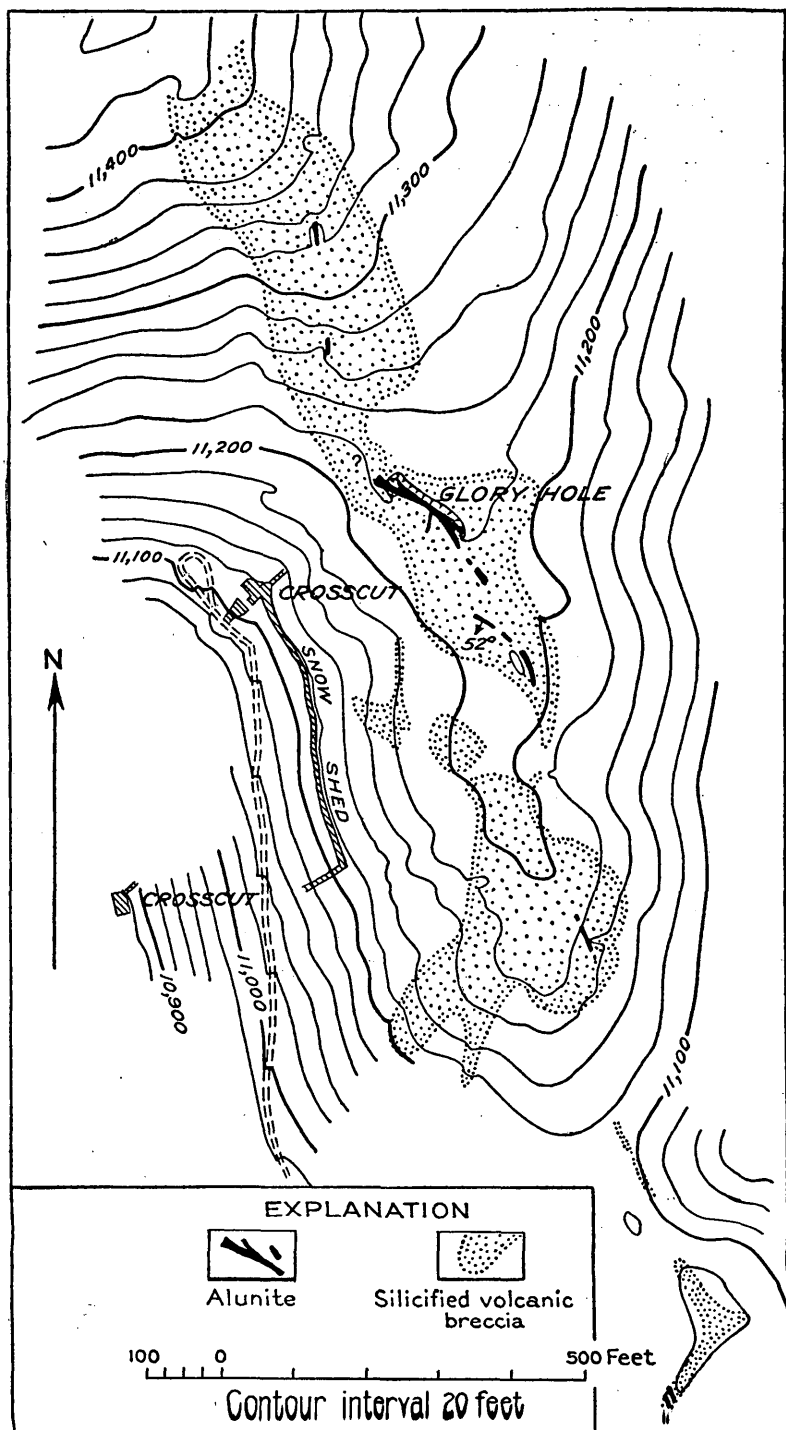 11,400
11,300
11,200
11,200
?
GLORY HOLE
11,100
CROSSCUT
52°
SNOW SHED
N
CROSSCUT
10,900
11,000
11,100
EXPLANATION
Alunite
Silicified volcanic
breccia
100 0 500 Feet
Contour interval 20 feet